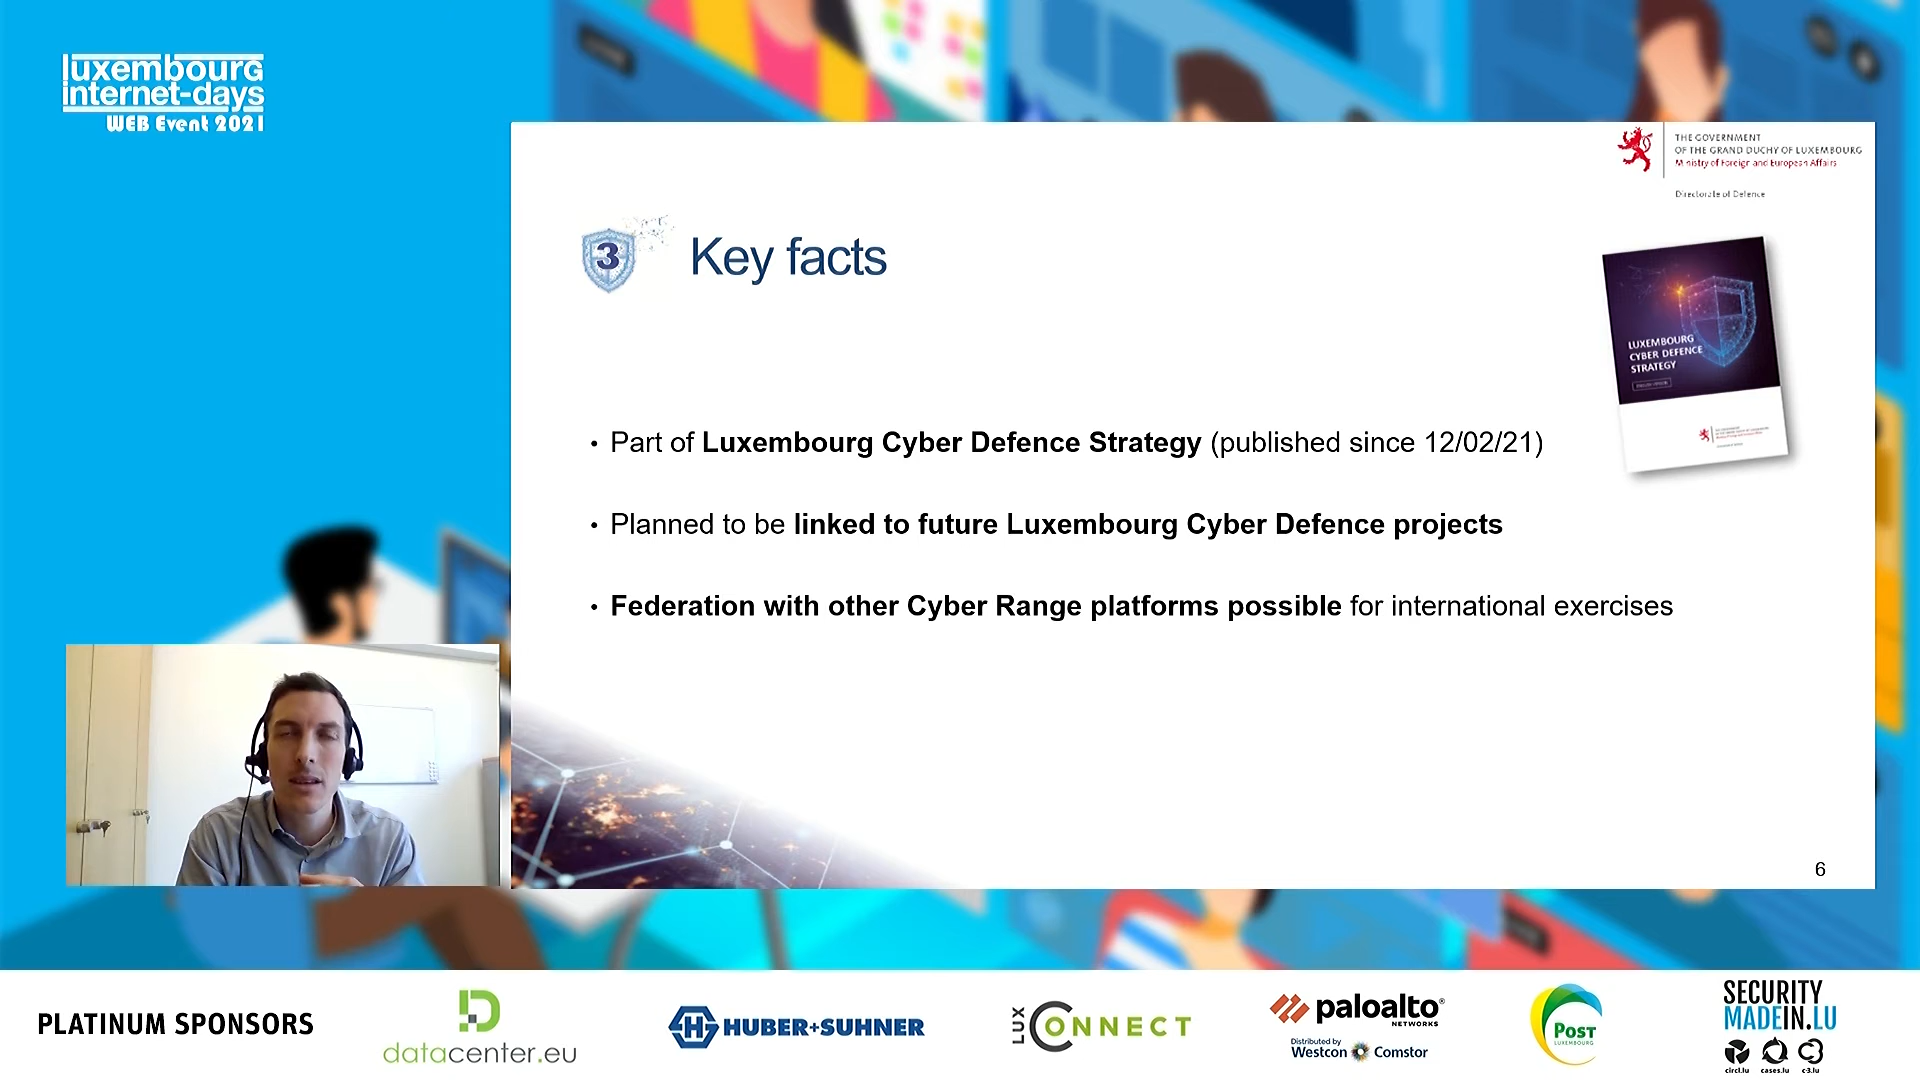 luxembourg
internet-days
WEB Event 2021
THE GOVERNMENT
OF THE GRAND DUCHY OF LUXEMBOURG
Ministry of Foreign and European Affairs
Directorate of Defence
3
Key facts
LUXEMBOURG
CYBER DEFENCE
STRATEGY
• Part of Luxembourg Cyber Defence Strategy (published since 12/02/21)
• Planned to be linked to future Luxembourg Cyber Defence projects
• Federation with other Cyber Range platforms possible for international exercises
6
PLATINUM SPONSORS
datacenter.eu
H HUBER+SUHNER
LUX CONNECT
paloalto®
NETWORKS
Distributed by
Westcon Comstor
POST
LUXEMBOURG
SECURITY
MADEIN.LU
circl.lu cases.lu c-3.lu